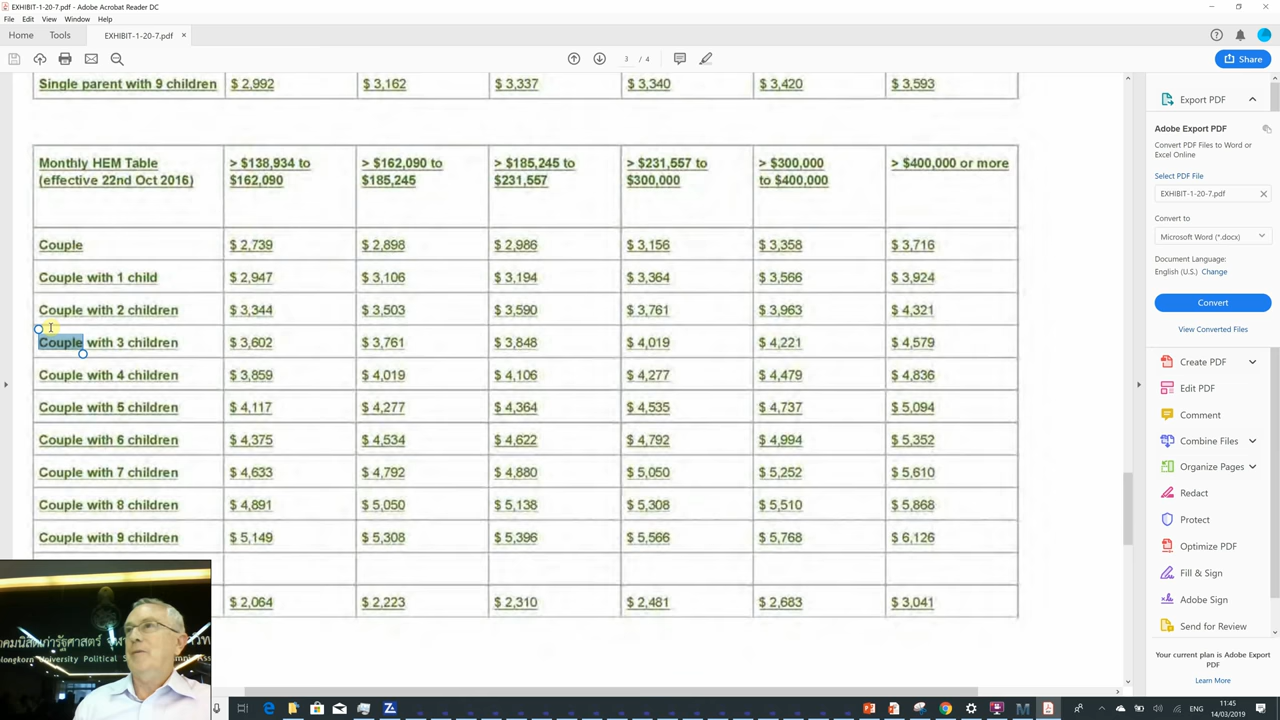 EXHIBIT-1-20-7.pdf - Adobe Acrobat Reader DC
File Edit View Window Help
Home Tools EXHIBIT-1-20-7.pdf ×
3 / 4
Share
Single parent with 9 children $ 2,992 $ 3,162 $ 3,337 $ 3,340 $ 3,420 $ 3,593
Monthly HEM Table > $138,934 to > $162,090 to > $185,245 to > $231,557 to > $300,000 > $400,000 or more
(effective 22nd Oct 2016) $162,090 $185,245 $231,557 $300,000 to $400,000
Couple $ 2,739 $ 2,898 $ 2,986 $ 3,156 $ 3,358 $ 3,716
Couple with 1 child $ 2,947 $ 3,106 $ 3,194 $ 3,364 $ 3,566 $ 3,924
Couple with 2 children $ 3,344 $ 3,503 $ 3,590 $ 3,761 $ 3,963 $ 4,321
Couple with 3 children $ 3,602 $ 3,761 $ 3,848 $ 4,019 $ 4,221 $ 4,579
Couple with 4 children $ 3,859 $ 4,019 $ 4,106 $ 4,277 $ 4,479 $ 4,836
Couple with 5 children $ 4,117 $ 4,277 $ 4,364 $ 4,535 $ 4,737 $ 5,094
Couple with 6 children $ 4,375 $ 4,534 $ 4,622 $ 4,792 $ 4,994 $ 5,352
Couple with 7 children $ 4,633 $ 4,792 $ 4,880 $ 5,050 $ 5,252 $ 5,610
Couple with 8 children $ 4,891 $ 5,050 $ 5,138 $ 5,308 $ 5,510 $ 5,868
Couple with 9 children $ 5,149 $ 5,308 $ 5,396 $ 5,566 $ 5,768 $ 6,126
$ 2,064 $ 2,223 $ 2,310 $ 2,481 $ 2,683 $ 3,041
Export PDF
Adobe Export PDF
Convert PDF Files to Word or
Excel Online
Select PDF File
EXHIBIT-1-20-7.pdf
Convert to
Microsoft Word (*.docx)
Document Language:
English (U.S.) Change
Convert
View Converted Files
Create PDF
Edit PDF
Comment
Combine Files
Organize Pages
Redact
Protect
Optimize PDF
Fill & Sign
Adobe Sign
Send for Review
Your current plan is Adobe Export
PDF
Learn More
University Political
ENG
11:45
14/03/2019